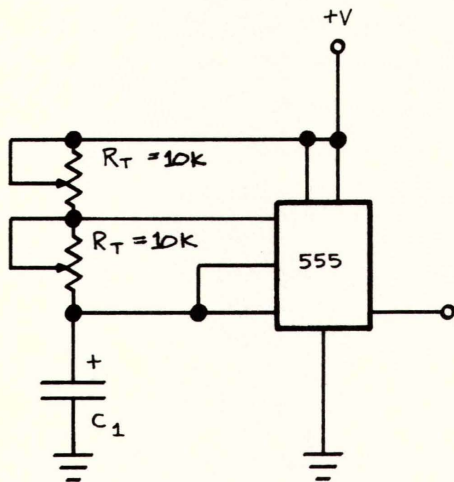 +V
R_T = 10K
R_T = 10K
555
+
C_1